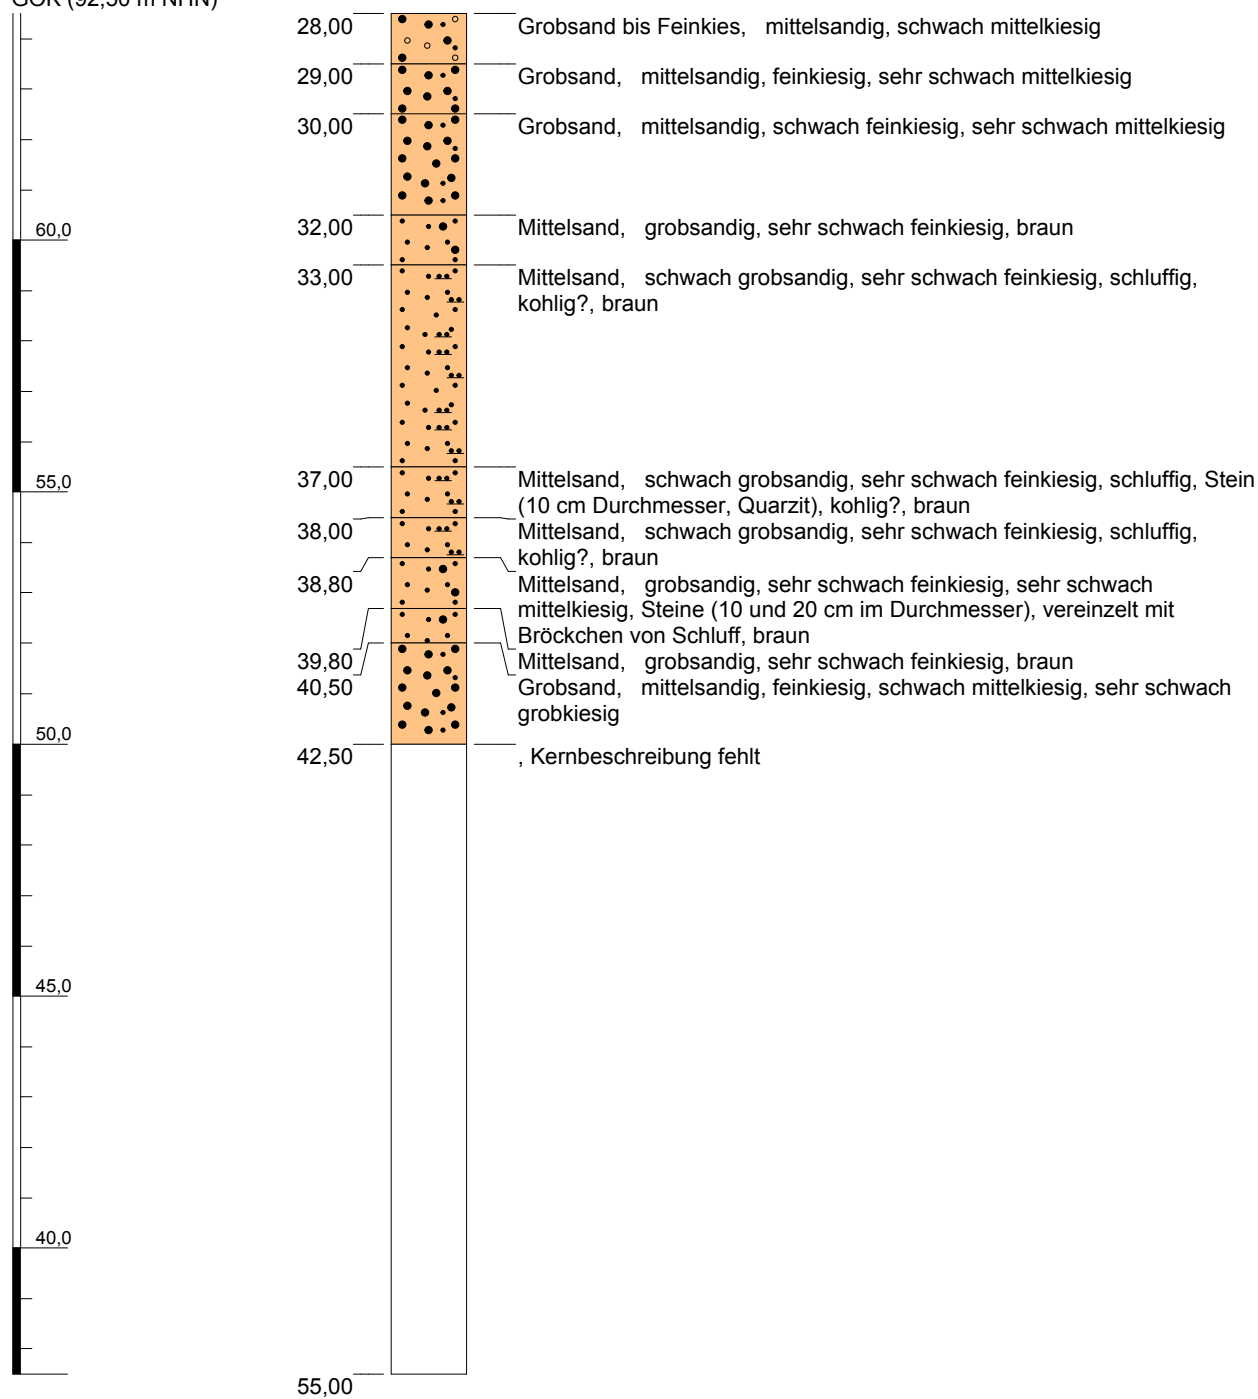 GOK (92,50 m NHN)
28,00 Grobsand bis Feinkies, mittelsandig, schwach mittelkiesig
29,00 Grobsand, mittelsandig, feinkiesig, sehr schwach mittelkiesig
30,00 Grobsand, mittelsandig, schwach feinkiesig, sehr schwach mittelkiesig
32,00 Mittelsand, grobsandig, sehr schwach feinkiesig, braun
60,0
33,00 Mittelsand, schwach grobsandig, sehr schwach feinkiesig, schluffig,
kohlig?, braun
37,00 Mittelsand, schwach grobsandig, sehr schwach feinkiesig, schluffig, Stein
55,0
(10 cm Durchmesser, Quarzit), kohlig?, braun
38,00 Mittelsand, schwach grobsandig, sehr schwach feinkiesig, schluffig,
kohlig?, braun
38,80 Mittelsand, grobsandig, sehr schwach feinkiesig, sehr schwach
mittelkiesig, Steine (10 und 20 cm im Durchmesser), vereinzelt mit
Bröckchen von Schluff, braun
39,80 Mittelsand, grobsandig, sehr schwach feinkiesig, braun
40,50 Grobsand, mittelsandig, feinkiesig, schwach mittelkiesig, sehr schwach
grobkiesig
50,0
42,50 , Kernbeschreibung fehlt
45,0
40,0
55,00